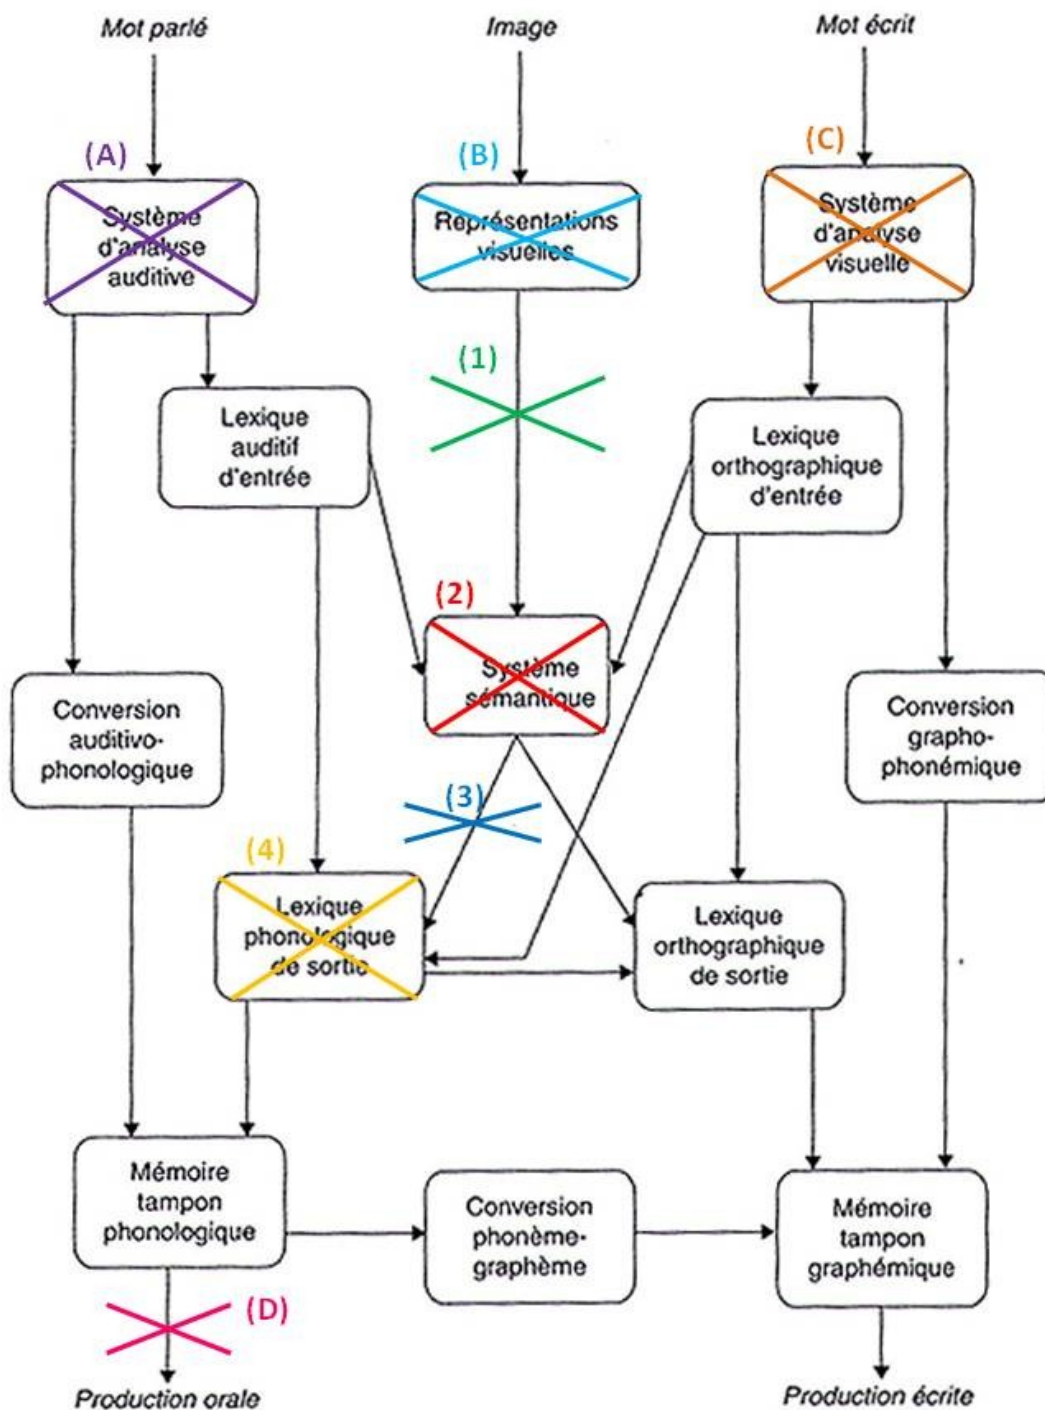 Mot parlé
Image
Mot écrit
(A)
(B)
(C)
Système
d'analyse
auditive
Représentations
visuelles
Système
d'analyse
visuelle
(1)
Lexique
auditif
d'entrée
Lexique
orthographique
d'entrée
(2)
Système
sémantique
Conversion
auditivo-
phonologique
Conversion
grapho-
phonémique
(3)
(4)
Lexique
phonologique
de sortie
Lexique
orthographique
de sortie
Mémoire
tampon
phonologique
Conversion
phonème-
graphème
Mémoire
tampon
graphémique
(D)
Production orale
Production écrite